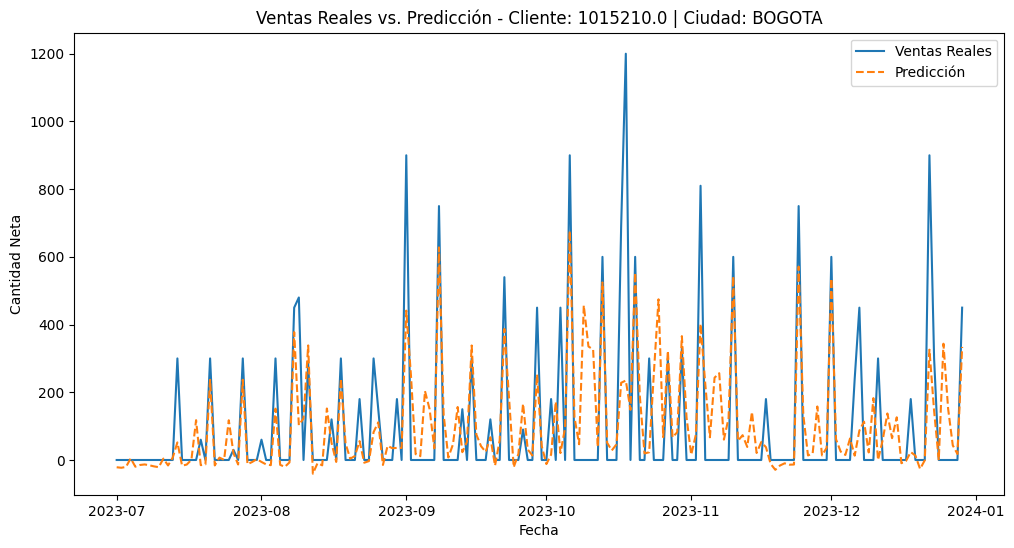 Ventas Reales vs. Predicción - Cliente: 1015210.0 | Ciudad: BOGOTA
Ventas Reales
Predicción
Cantidad Neta
1200
1000
800
600
400
200
0
2023-07
2023-08
2023-09
2023-10
2023-11
2023-12
2024-01
Fecha